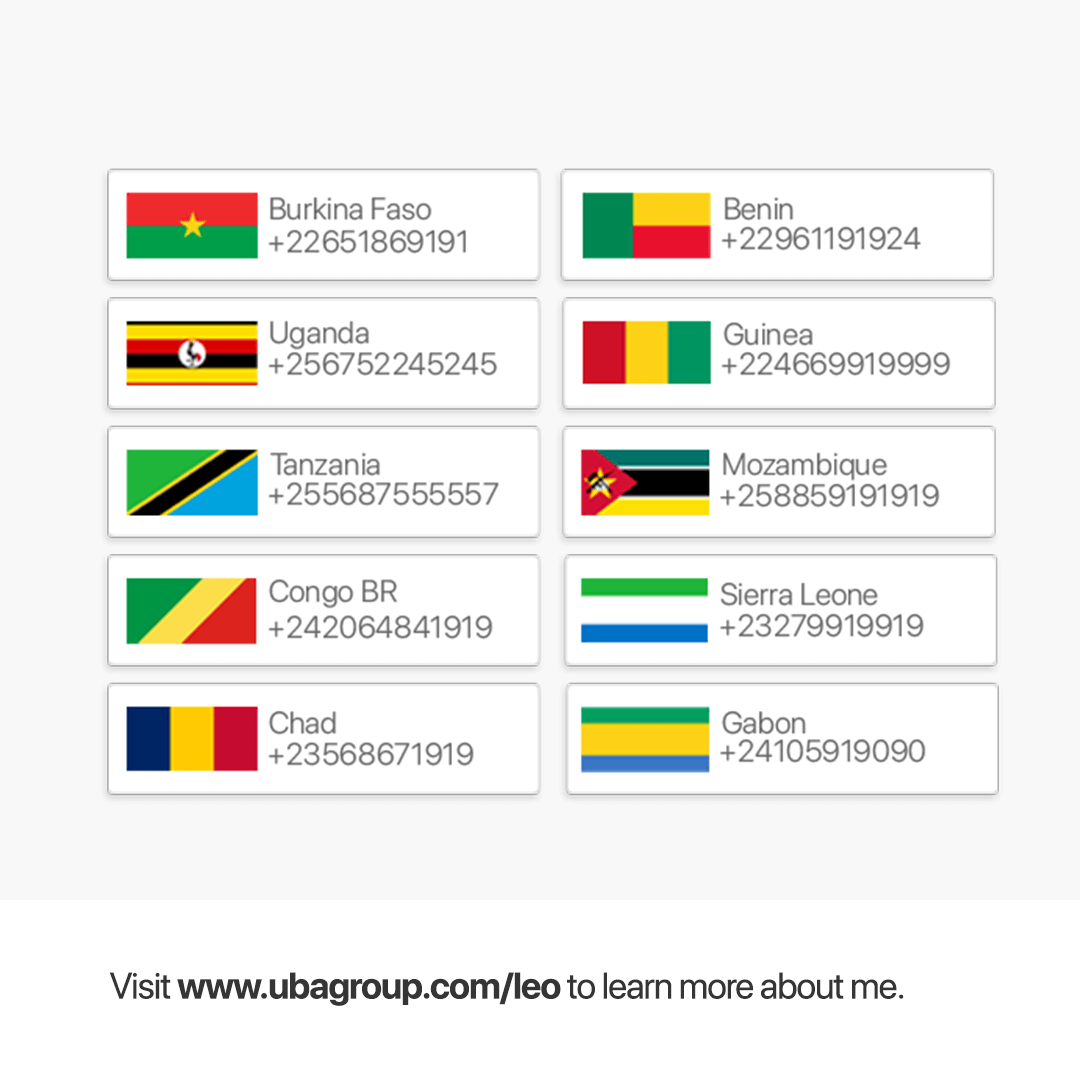 Burkina Faso
+22651869191
Benin
+22961191924
Uganda
+256752245245
Guinea
+224669919999
Tanzania
+255687555557
Mozambique
+258859191919
Congo BR
+242064841919
Sierra Leone
+23279919919
Chad
+23568671919
Gabon
+24105919090
Visit www.ubagroup.com/leo to learn more about me.